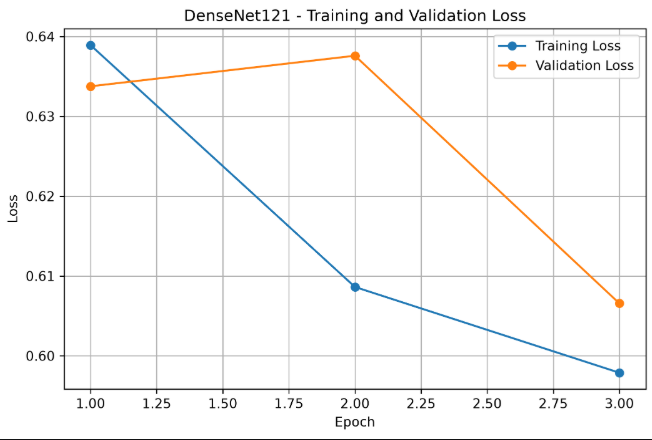 DenseNet121 - Training and Validation Loss
0.64
0.63
0.62
0.61
0.60
Loss
Training Loss
Validation Loss
1.00 1.25 1.50 1.75 2.00 2.25 2.50 2.75 3.00
Epoch